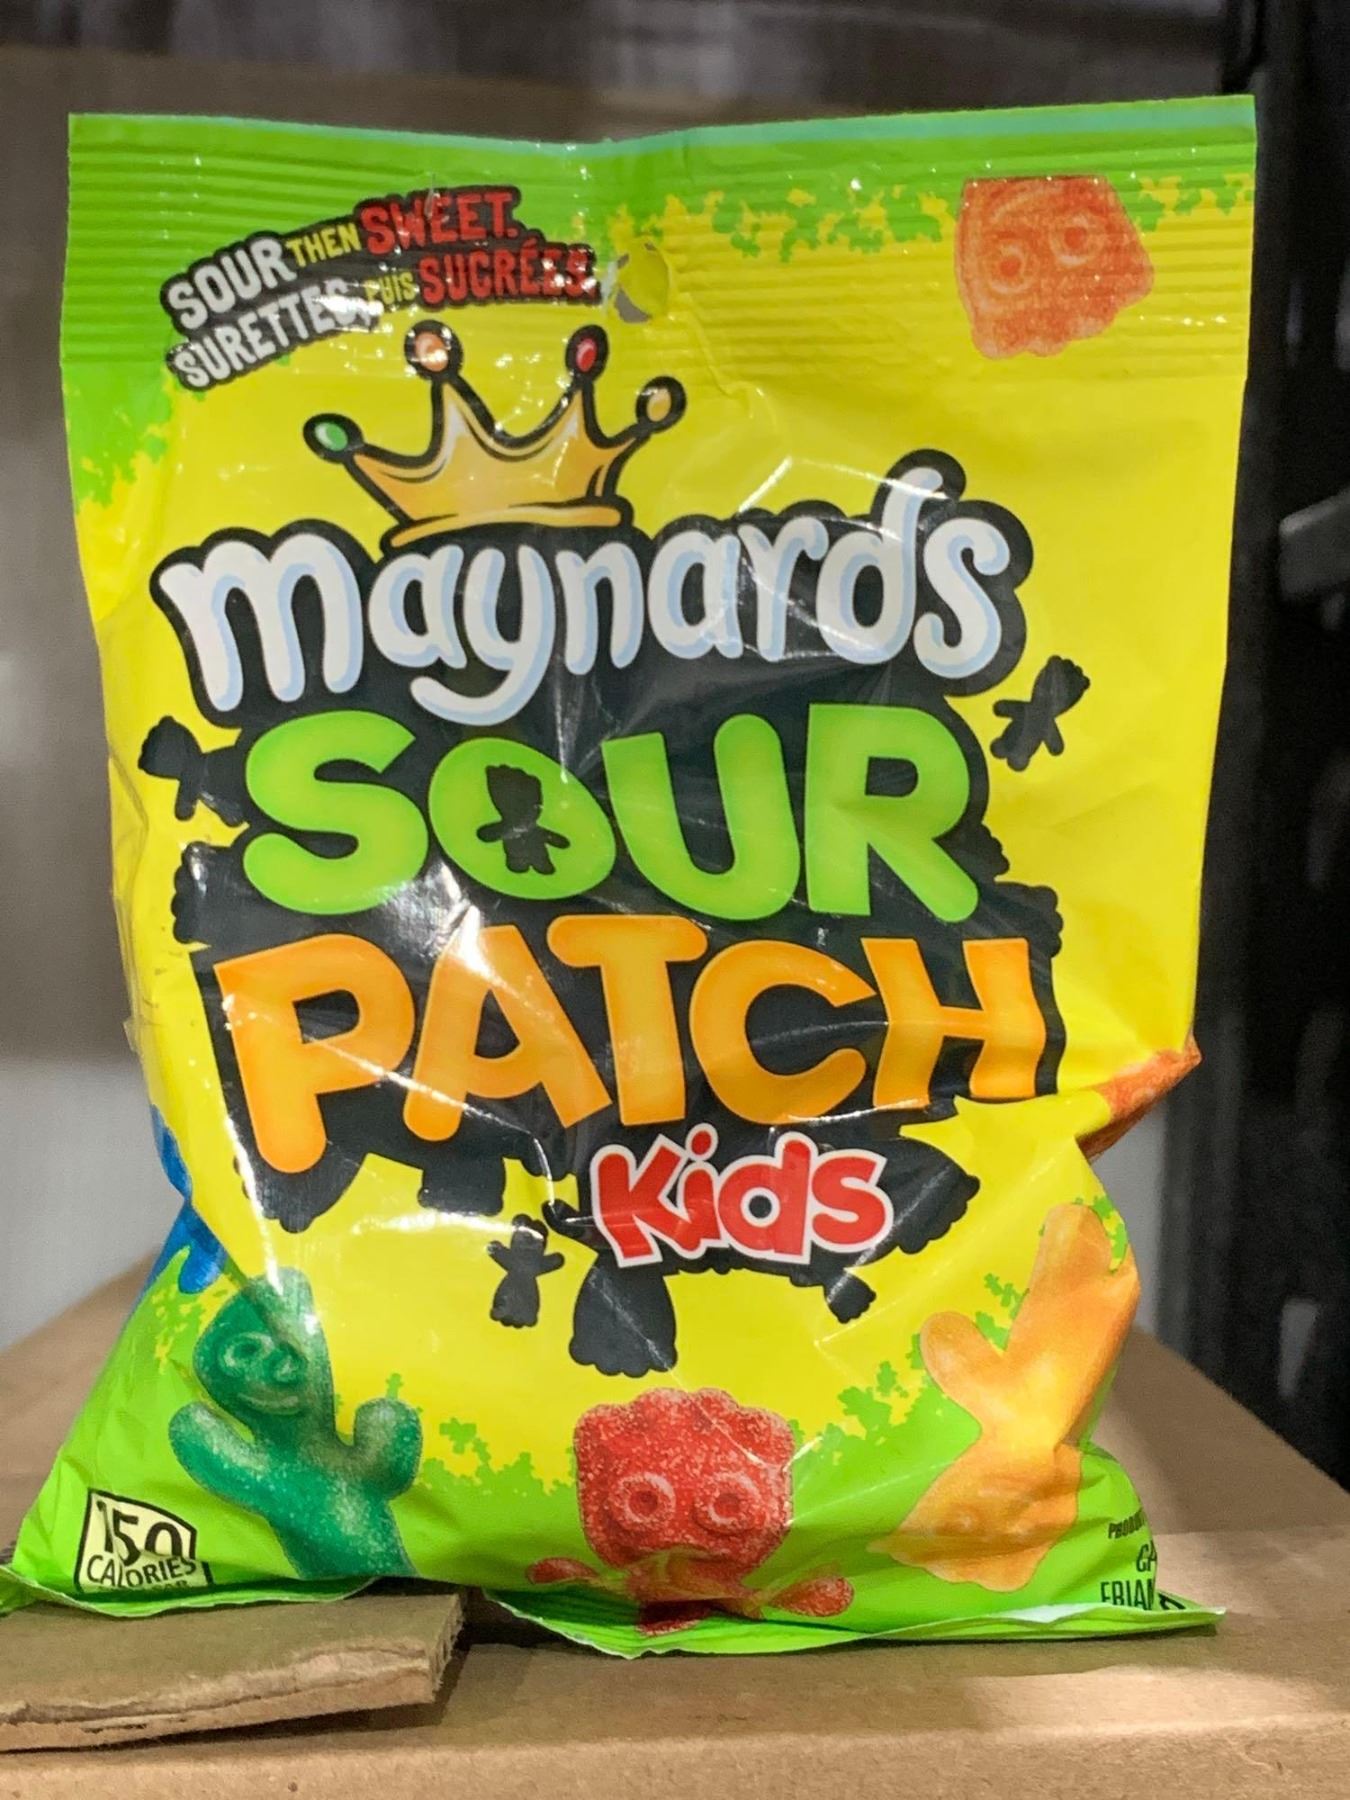 SOUR THEN SWEET.
SURETTES PUIS SUCRÉES.
maynards
SOUR
PATCH
Kids
150
CALORIES